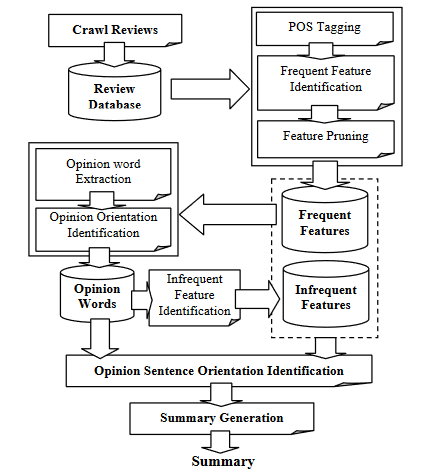 Crawl Reviews
Review
Database
POS Tagging
Frequent Feature
Identification
Feature Pruning
Opinion word
Extraction
Opinion Orientation
Identification
Frequent
Features
Opinion
Words
Infrequent
Feature
Identification
Infrequent
Features
Opinion Sentence Orientation Identification
Summary Generation
Summary